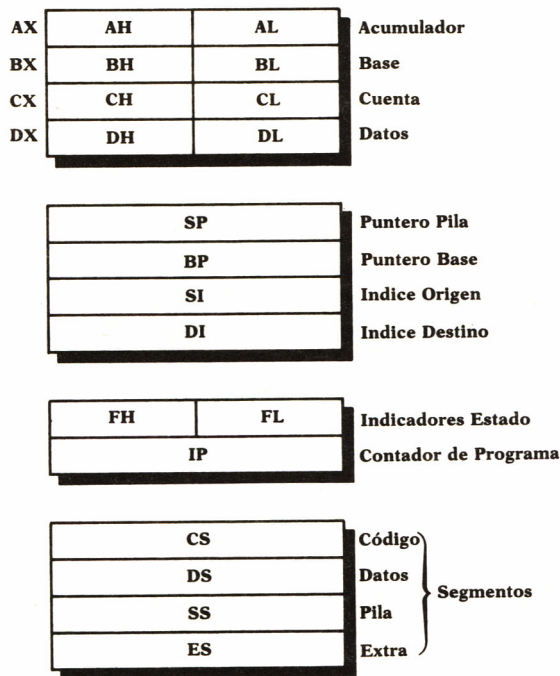 AX AH AL Acumulador
BX BH BL Base
CX CH CL Cuenta
DX DH DL Datos
SP Puntero Pila
BP Puntero Base
SI Indice Origen
DI Indice Destino
FH FL Indicadores Estado
IP Contador de Programa
CS Código
DS Datos
Segmentos
SS Pila
ES Extra